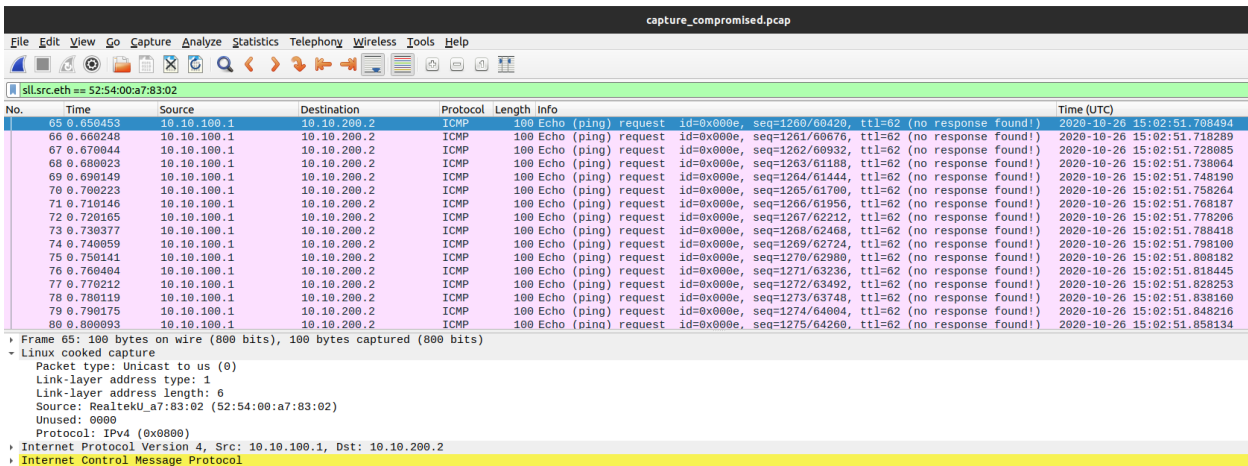 capture_compromised.pcap
File Edit View Go Capture Analyze Statistics Telephony Wireless Tools Help
sll.src.eth == 52:54:00:a7:83:02
No. Time Source Destination Protocol Length Info Time (UTC)
65 0.650453 10.10.100.1 10.10.200.2 ICMP 100 Echo (ping) request id=0x000e, seq=1260/60420, ttl=62 (no response found!) 2020-10-26 15:02:51.708494
66 0.660248 10.10.100.1 10.10.200.2 ICMP 100 Echo (ping) request id=0x000e, seq=1261/60676, ttl=62 (no response found!) 2020-10-26 15:02:51.718289
67 0.670044 10.10.100.1 10.10.200.2 ICMP 100 Echo (ping) request id=0x000e, seq=1262/60932, ttl=62 (no response found!) 2020-10-26 15:02:51.728085
68 0.680023 10.10.100.1 10.10.200.2 ICMP 100 Echo (ping) request id=0x000e, seq=1263/61188, ttl=62 (no response found!) 2020-10-26 15:02:51.738064
69 0.690149 10.10.100.1 10.10.200.2 ICMP 100 Echo (ping) request id=0x000e, seq=1264/61444, ttl=62 (no response found!) 2020-10-26 15:02:51.748190
70 0.700223 10.10.100.1 10.10.200.2 ICMP 100 Echo (ping) request id=0x000e, seq=1265/61700, ttl=62 (no response found!) 2020-10-26 15:02:51.758264
71 0.710146 10.10.100.1 10.10.200.2 ICMP 100 Echo (ping) request id=0x000e, seq=1266/61956, ttl=62 (no response found!) 2020-10-26 15:02:51.768187
72 0.720165 10.10.100.1 10.10.200.2 ICMP 100 Echo (ping) request id=0x000e, seq=1267/62212, ttl=62 (no response found!) 2020-10-26 15:02:51.778206
73 0.730377 10.10.100.1 10.10.200.2 ICMP 100 Echo (ping) request id=0x000e, seq=1268/62468, ttl=62 (no response found!) 2020-10-26 15:02:51.788418
74 0.740059 10.10.100.1 10.10.200.2 ICMP 100 Echo (ping) request id=0x000e, seq=1269/62724, ttl=62 (no response found!) 2020-10-26 15:02:51.798100
75 0.750141 10.10.100.1 10.10.200.2 ICMP 100 Echo (ping) request id=0x000e, seq=1270/62980, ttl=62 (no response found!) 2020-10-26 15:02:51.808182
76 0.760404 10.10.100.1 10.10.200.2 ICMP 100 Echo (ping) request id=0x000e, seq=1271/63236, ttl=62 (no response found!) 2020-10-26 15:02:51.818445
77 0.770212 10.10.100.1 10.10.200.2 ICMP 100 Echo (ping) request id=0x000e, seq=1272/63492, ttl=62 (no response found!) 2020-10-26 15:02:51.828253
78 0.780119 10.10.100.1 10.10.200.2 ICMP 100 Echo (ping) request id=0x000e, seq=1273/63748, ttl=62 (no response found!) 2020-10-26 15:02:51.838160
79 0.790175 10.10.100.1 10.10.200.2 ICMP 100 Echo (ping) request id=0x000e, seq=1274/64004, ttl=62 (no response found!) 2020-10-26 15:02:51.848216
80 0.800093 10.10.100.1 10.10.200.2 ICMP 100 Echo (ping) request id=0x000e, seq=1275/64260, ttl=62 (no response found!) 2020-10-26 15:02:51.858134
Frame 65: 100 bytes on wire (800 bits), 100 bytes captured (800 bits)
Linux cooked capture
Packet type: Unicast to us (0)
Link-layer address type: 1
Link-layer address length: 6
Source: RealtekU_a7:83:02 (52:54:00:a7:83:02)
Unused: 0000
Protocol: IPv4 (0x0800)
Internet Protocol Version 4, Src: 10.10.100.1, Dst: 10.10.200.2
Internet Control Message Protocol